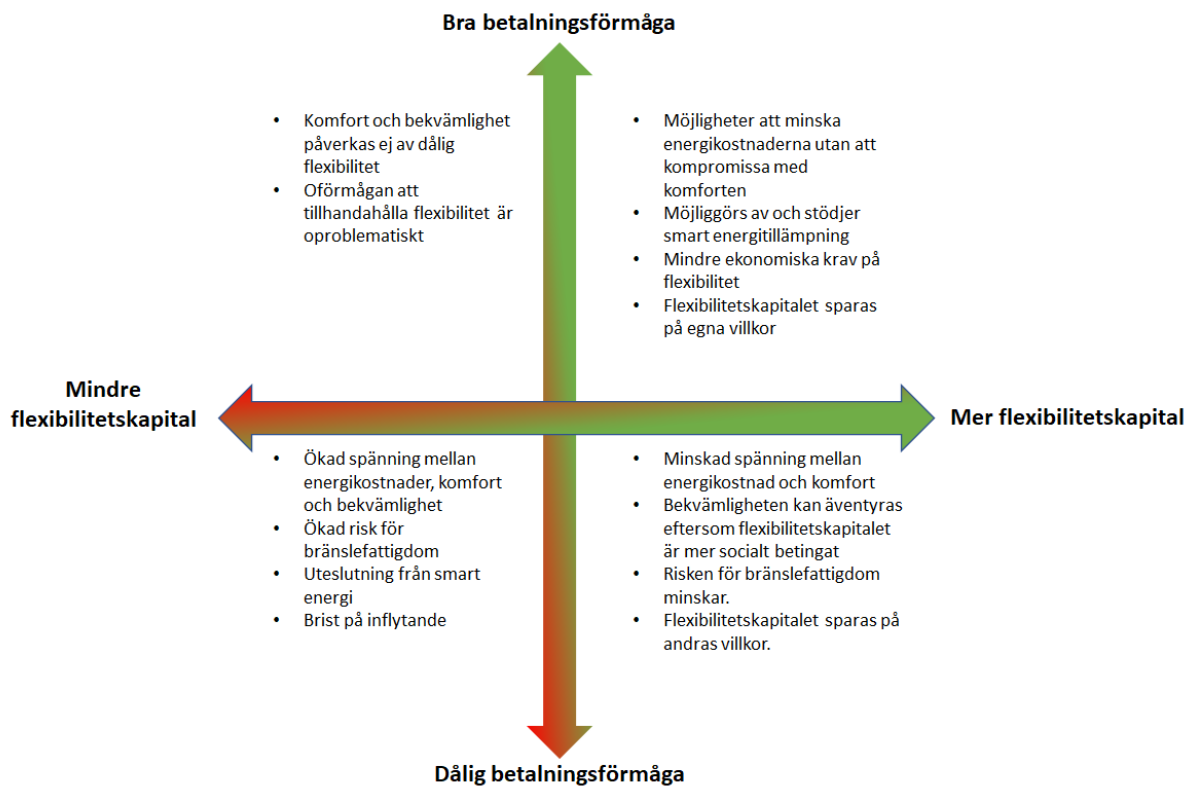 Bra betalningsförmåga
• Komfort och bekvämlighet
påverkas ej av dålig
flexibilitet
• Oförmågan att
tillhandahålla flexibilitet är
oproblematiskt
• Möjligheter att minska
energikostnaderna utan att
kompromissa med
komforten
• Möjliggörs av och stödjer
smart energitillämpning
• Mindre ekonomiska krav på
flexibilitet
• Flexibilitetskapitalet sparas
på egna villkor
Mindre
flexibilitetskapital
Mer flexibilitetskapital
• Ökad spänning mellan
energikostnader, komfort
och bekvämlighet
• Ökad risk för
bränslefattigdom
• Uteslutning från smart
energi
• Brist på inflytande
• Minskad spänning mellan
energikostnad och komfort
• Bekvämligheten kan äventyras
eftersom flexibilitetskapitalet
är mer socialt betingat
• Risken för bränslefattigdom
minskar.
• Flexibilitetskapitalet sparas på
andras villkor.
Dålig betalningsförmåga